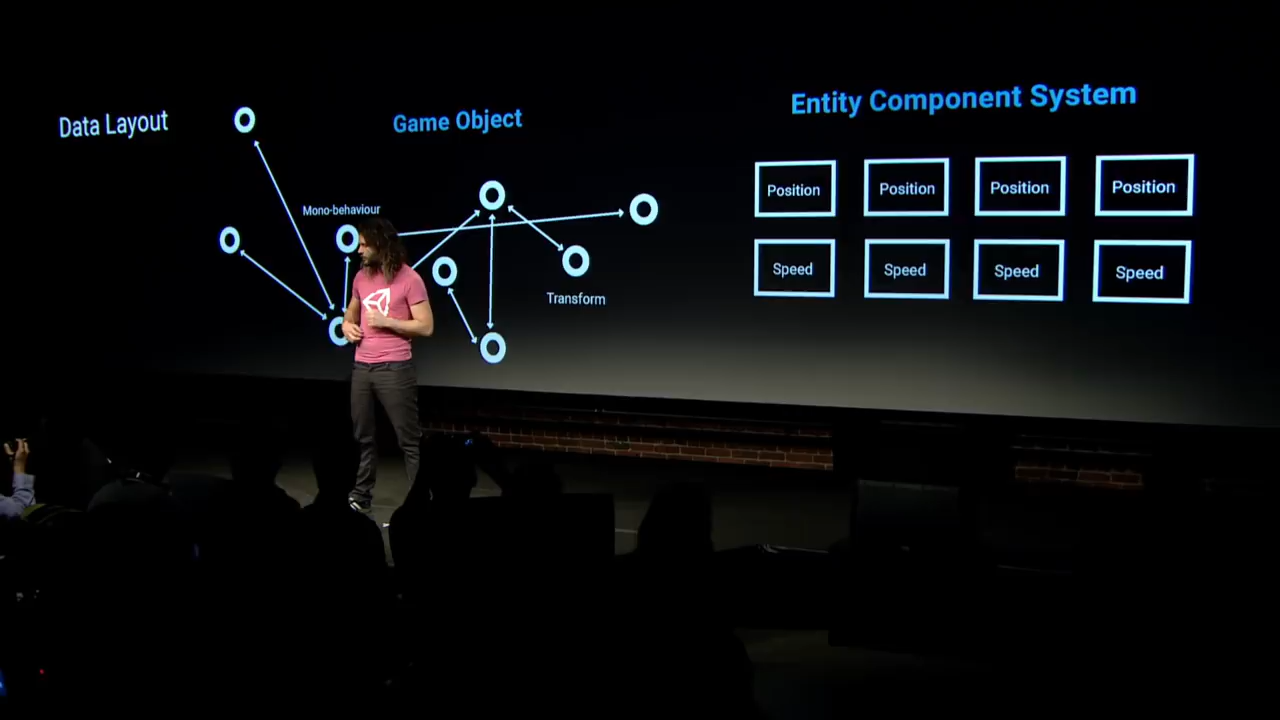 Data Layout
Game Object
Entity Component System
Mono-behaviour
Transform
Position Position Position Position
Speed Speed Speed Speed